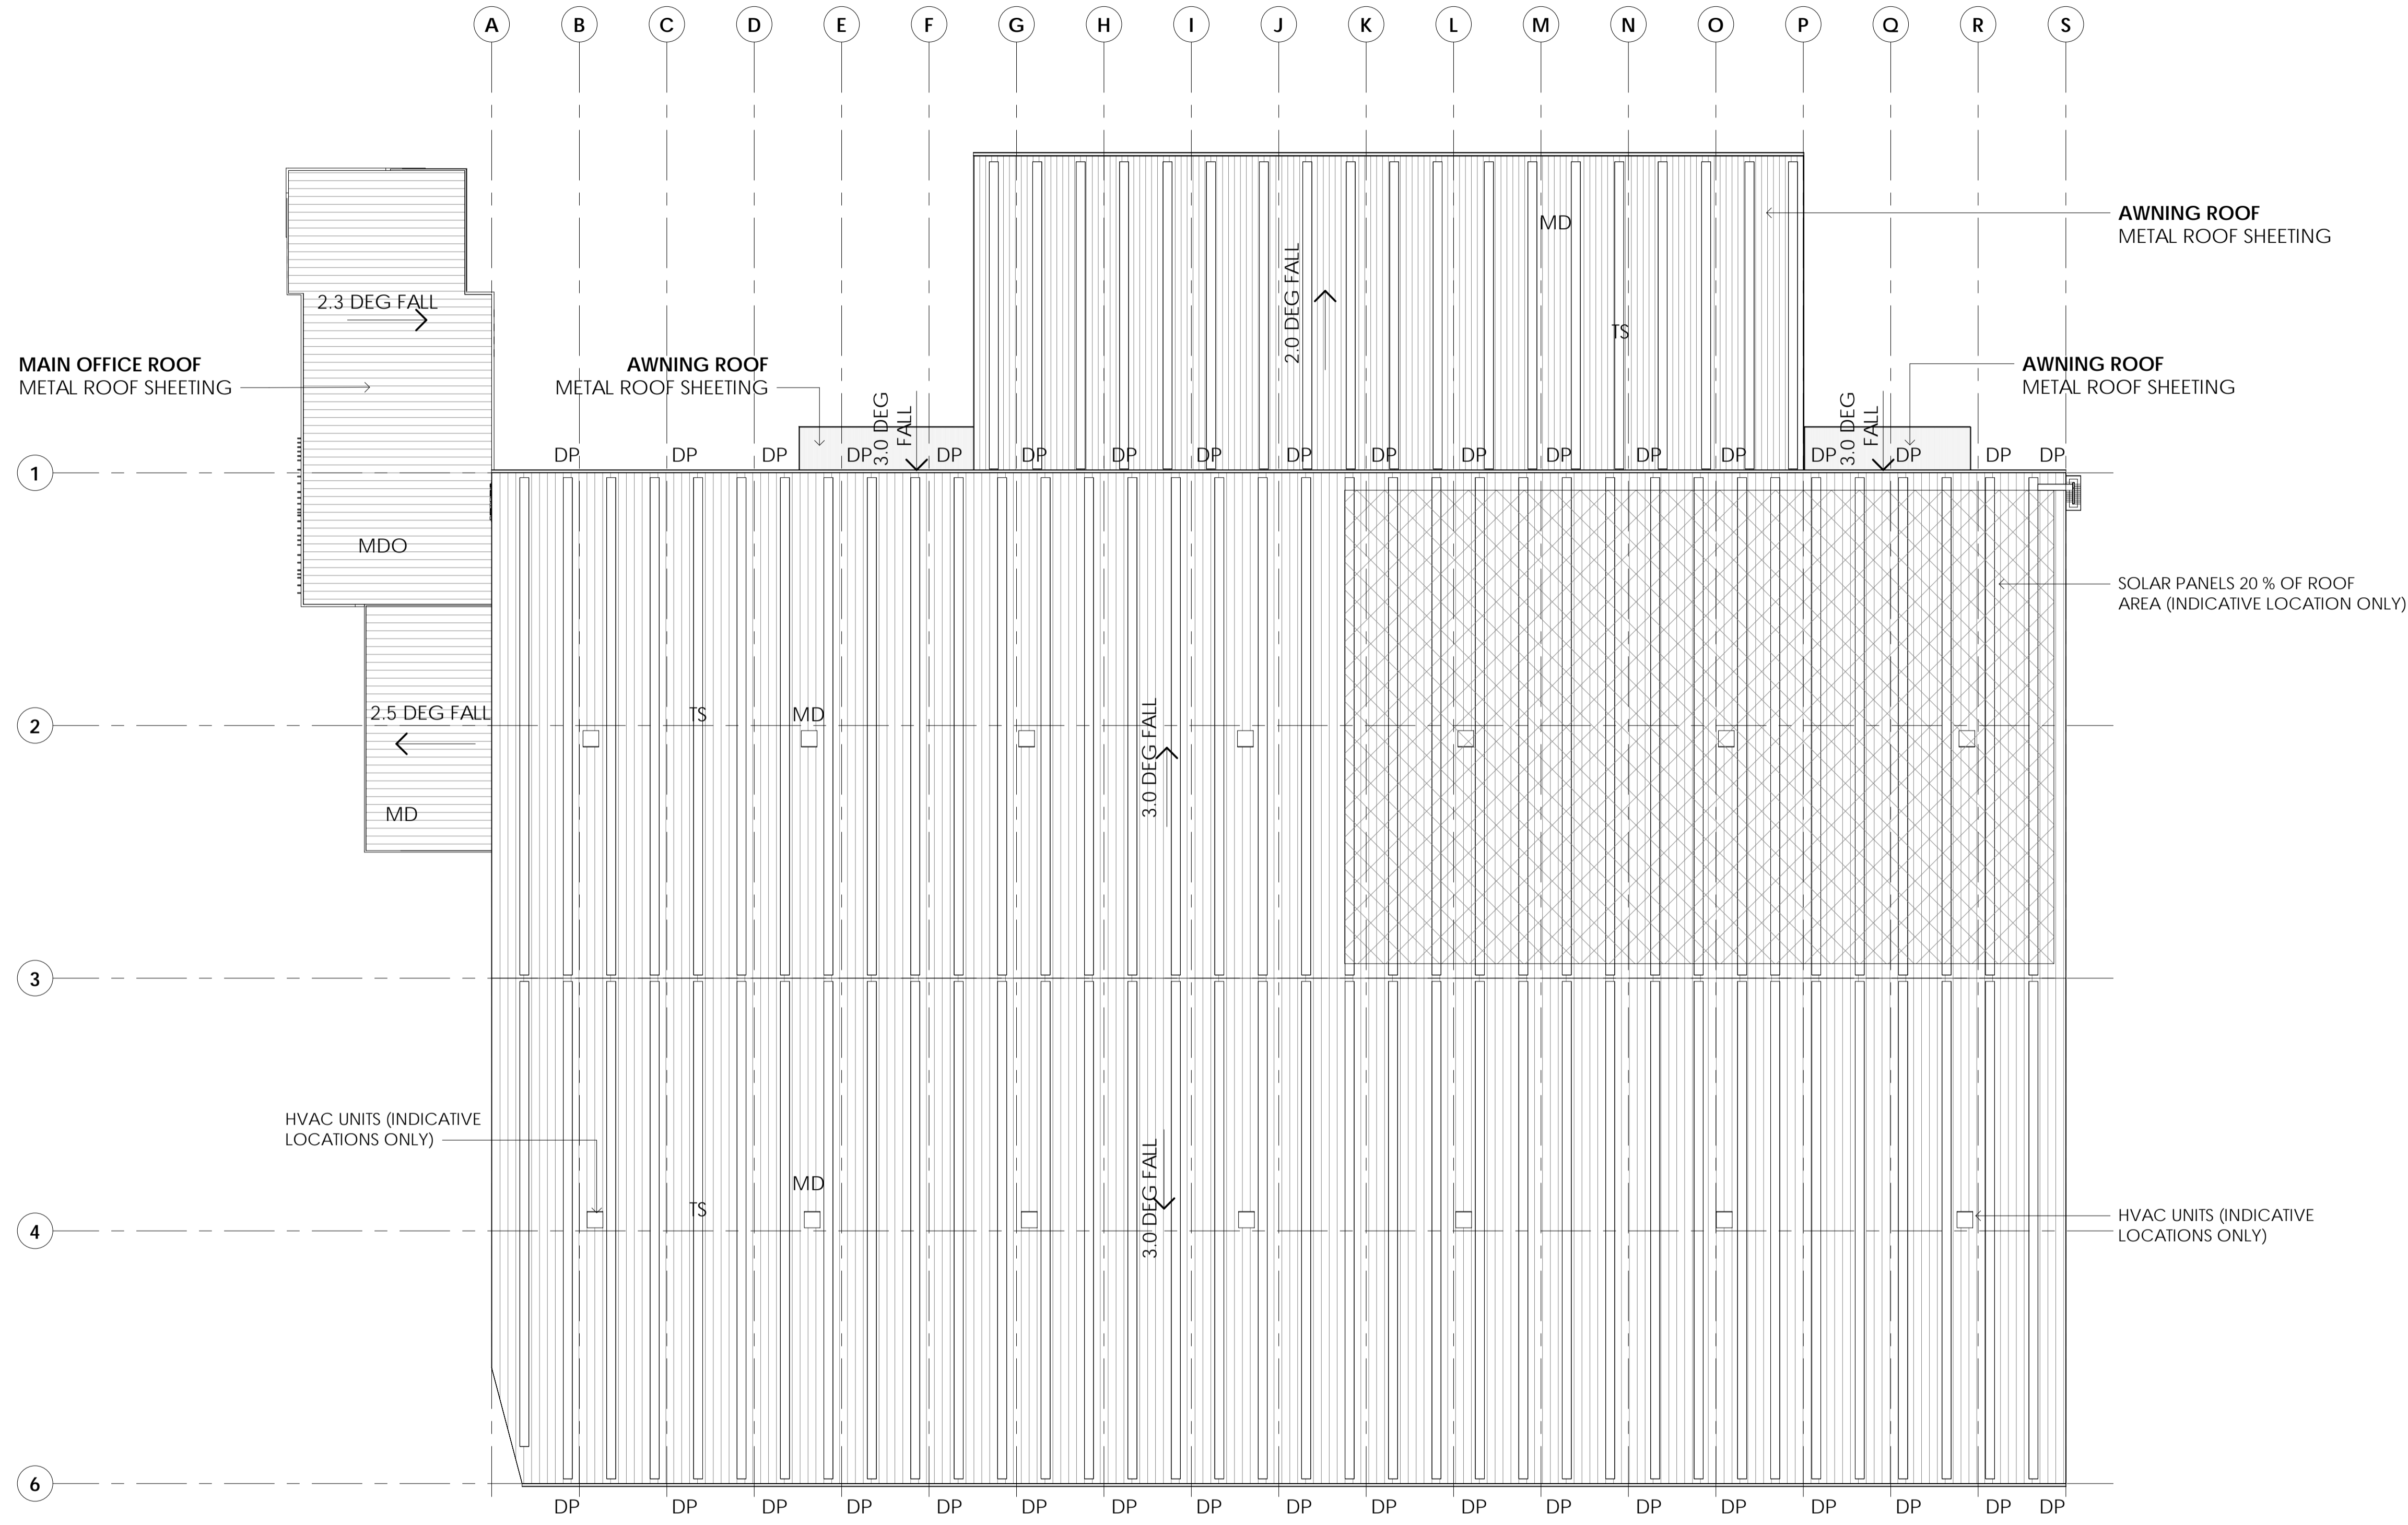 A B C D E F G H I J K L M N O P Q R S
AWNING ROOF
METAL ROOF SHEETING
MD
2.3 DEG FALL
2.0 DEG FALL
TS
MAIN OFFICE ROOF
METAL ROOF SHEETING
AWNING ROOF
METAL ROOF SHEETING
AWNING ROOF
METAL ROOF SHEETING
3.0 DEG
FALL
3.0 DEG
FALL
DP DP DP DP DP DP DP DP DP DP DP DP DP DP DP DP DP DP
1
MDO
SOLAR PANELS 20 % OF ROOF
AREA (INDICATIVE LOCATION ONLY)
2.5 DEG FALL
TS
MD
2
3.0 DEG FALL
MD
3
HVAC UNITS (INDICATIVE
LOCATIONS ONLY)
MD
TS
3.0 DEG FALL
HVAC UNITS (INDICATIVE
LOCATIONS ONLY)
4
6
DP DP DP DP DP DP DP DP DP DP DP DP DP DP DP DP DP DP